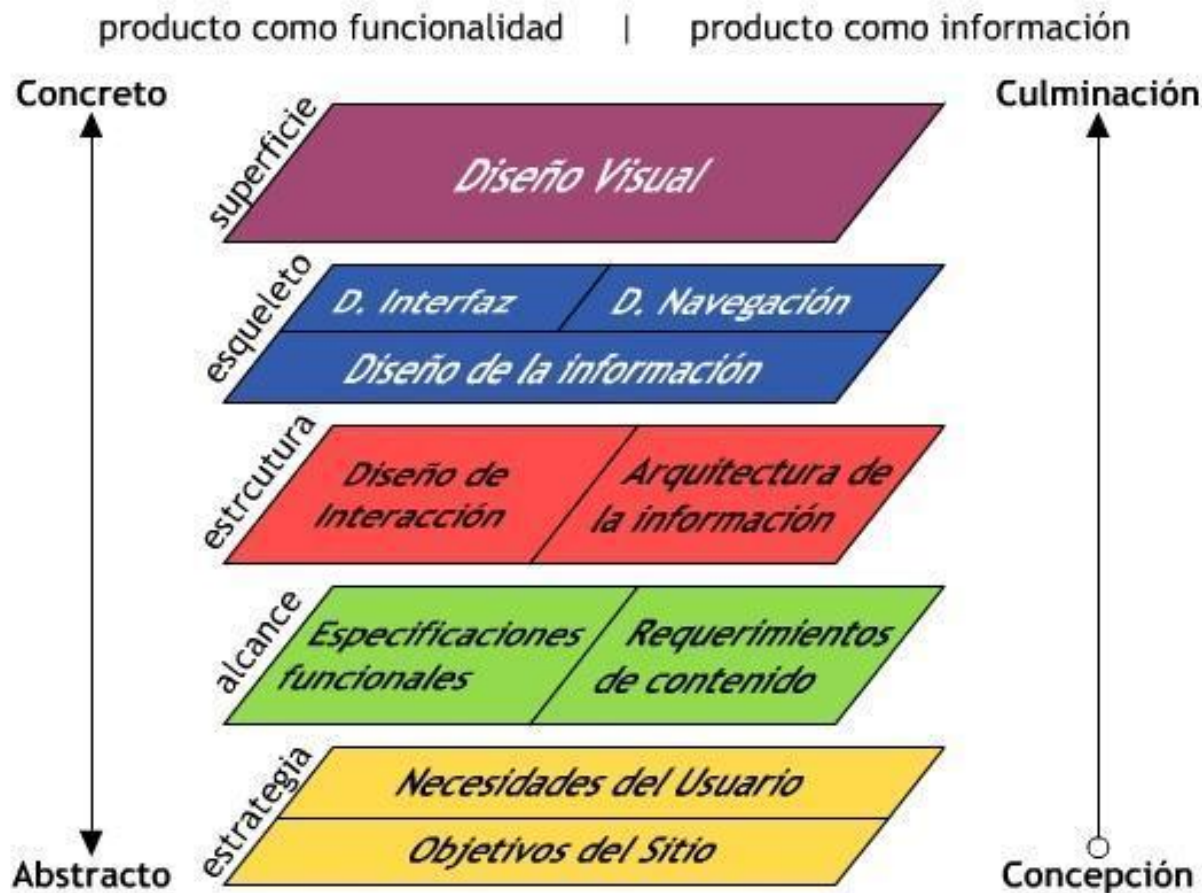 producto como funcionalidad | producto como información
Concreto
Culminación
superficie
Diseño Visual
esqueleto
D. Interfaz
D. Navegación
Diseño de la información
estrcutura
Diseño de
Interacción
Arquitectura de
la información
alcance
Especificaciones
funcionales
Requerimientos
de contenido
estrategia
Necesidades del Usuario
Objetivos del Sitio
Abstracto
Concepción